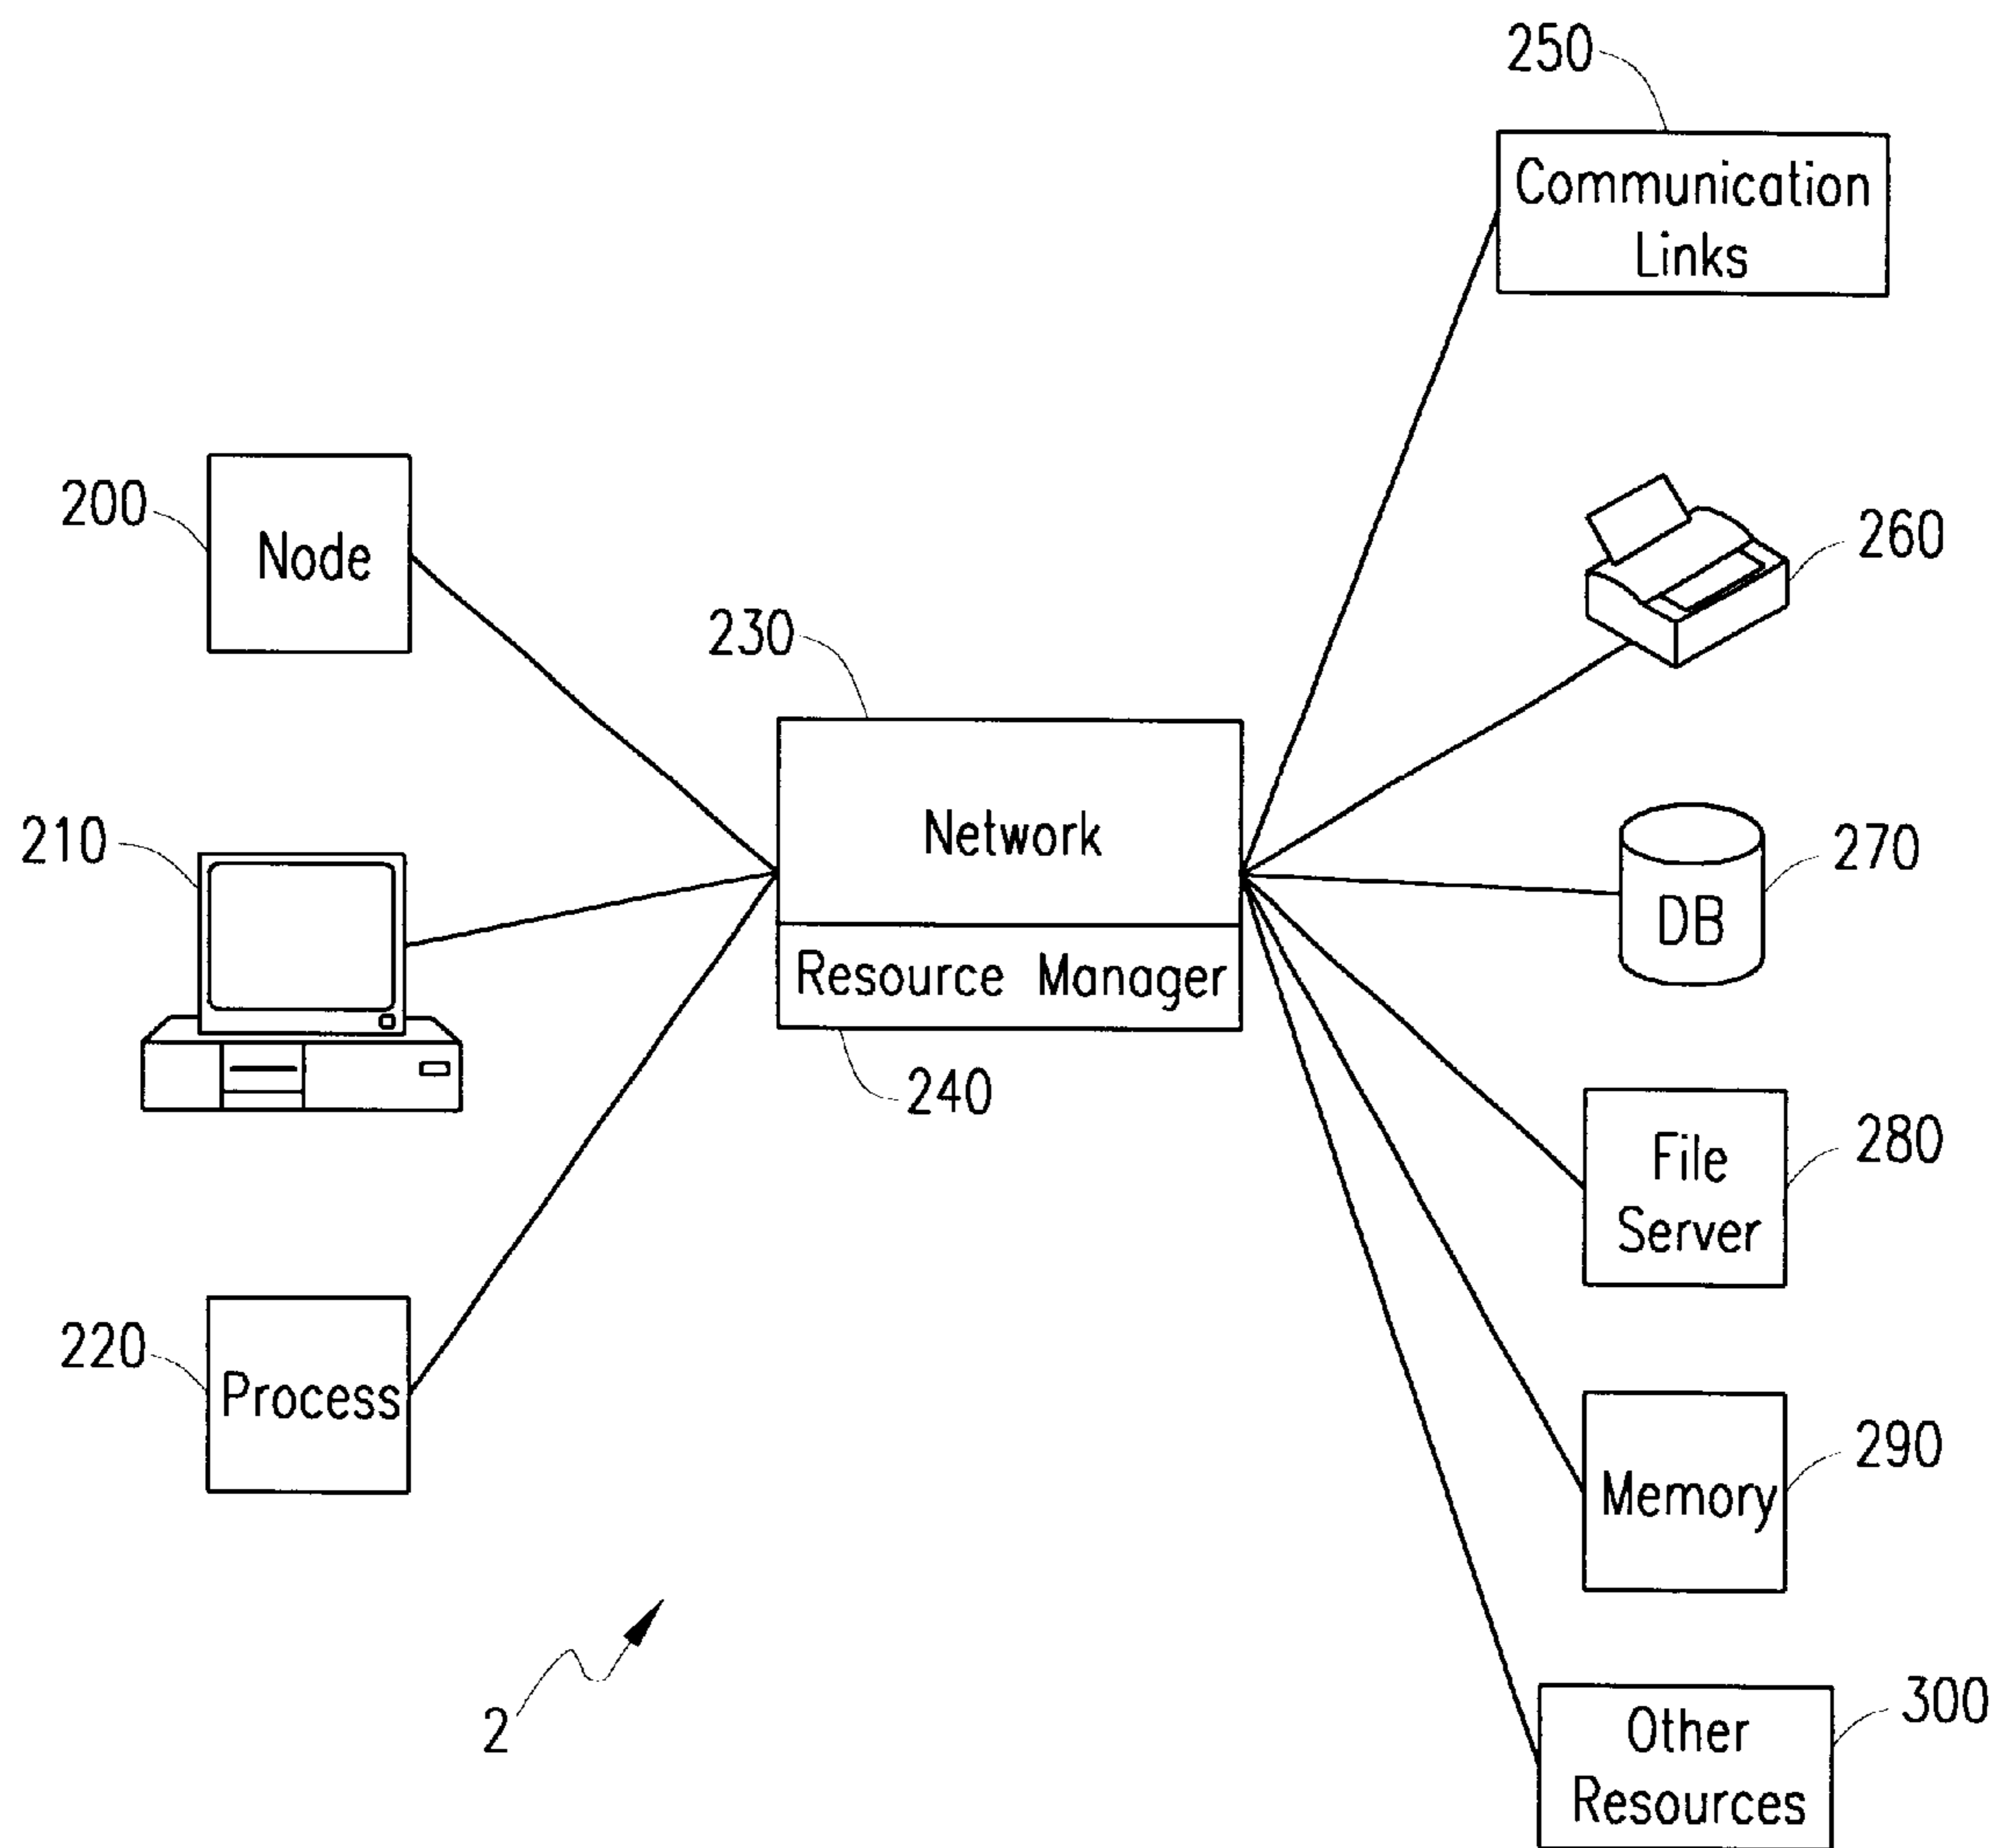 250
Communication
Links
200
Node
260
230
210
Network
270
DB
Resource Manager
240
File
Server
280
220
Process
290
Memory
2
300
Other
Resources